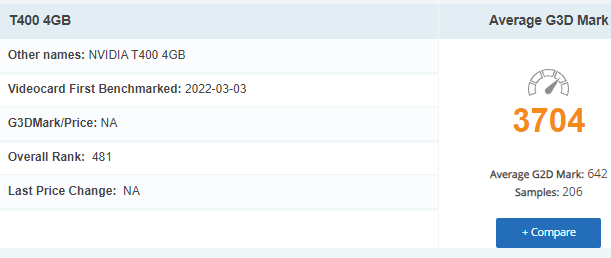 T400 4GB
Average G3D Mark
Other names: NVIDIA T400 4GB
Videocard First Benchmarked: 2022-03-03
G3DMark/Price: NA
Overall Rank: 481
Last Price Change: NA
3704
Average G2D Mark: 642
Samples: 206
+ Compare